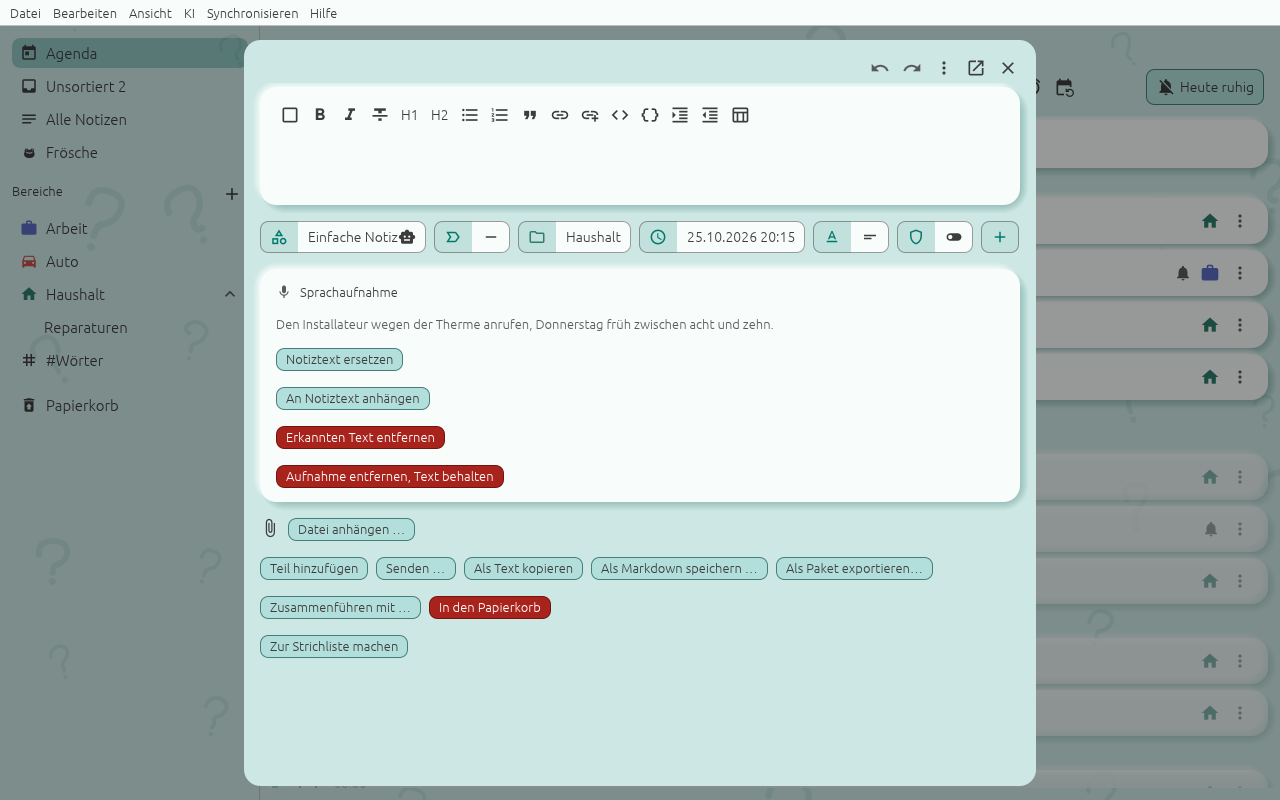 Datei Bearbeiten Ansicht KI Synchronisieren Hilfe
Agenda
Unsortiert 2
Alle Notizen
Frösche
Bereiche
Arbeit
Auto
Haushalt
Reparaturen
#Wörter
Papierkorb
Heute ruhig
H1 H2
Einfache Notiz
Haushalt
25.10.2026 20:15
Sprachaufnahme
Den Installateur wegen der Therme anrufen, Donnerstag früh zwischen acht und zehn.
Notiztext ersetzen
An Notiztext anhängen
Erkannten Text entfernen
Aufnahme entfernen, Text behalten
Datei anhängen …
Teil hinzufügen Senden … Als Text kopieren Als Markdown speichern … Als Paket exportieren…
Zusammenführen mit … In den Papierkorb
Zur Strichliste machen